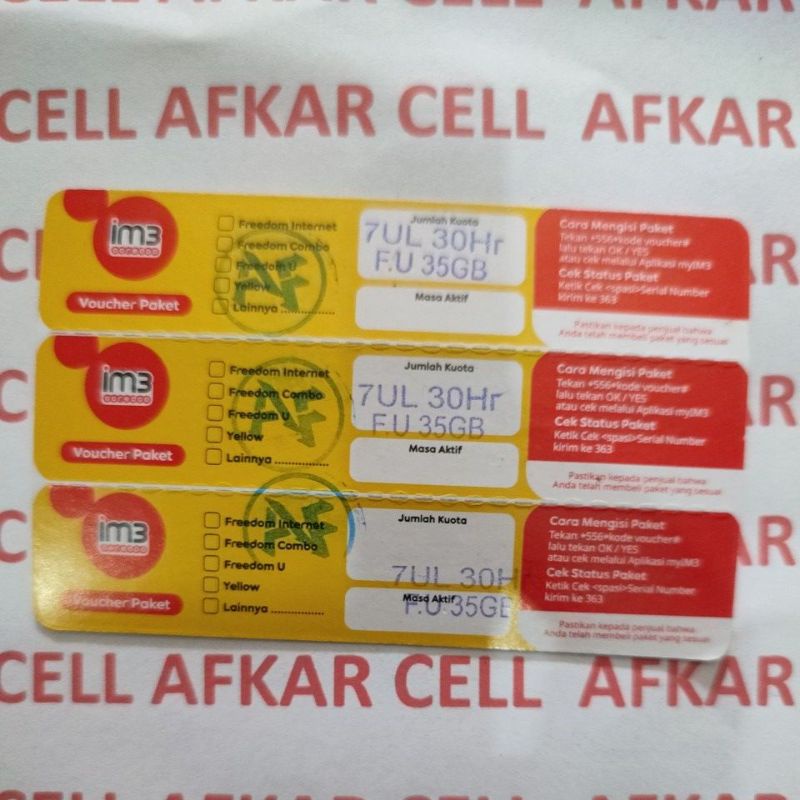 CELL AFKAR CELL AFKAR
im3
ooredoo
Voucher Paket
Freedom Internet
Freedom Combo
Freedom U
Yellow
Lainnya ..............
AF
Jumlah Kuota
7UL 30Hr
F.U 35GB
Masa Aktif
Cara Mengisi Paket
Tekan *556*kode voucher#
lalu tekan OK / YES
atau cek melalui Aplikasi myIM3
Cek Status Paket
Ketik Cek <spasi>Serial Number
kirim ke 363
Pastikan kepada penjual bahwa
Anda telah membeli paket yang sesuai
im3
ooredoo
Voucher Paket
Freedom Internet
Freedom Combo
Freedom U
Yellow
Lainnya ..............
AF
Jumlah Kuota
7UL 30Hr
F.U 35GB
Masa Aktif
Cara Mengisi Paket
Tekan *556*kode voucher#
lalu tekan OK / YES
atau cek melalui Aplikasi myIM3
Cek Status Paket
Ketik Cek <spasi>Serial Number
kirim ke 363
Pastikan kepada penjual bahwa
Anda telah membeli paket yang sesuai
im3
ooredoo
Voucher Paket
Freedom Internet
Freedom Combo
Freedom U
Yellow
Lainnya ..............
AF
Jumlah Kuota
7UL 30H
Masa Aktif
F.U 35GB
Cara Mengisi Paket
Tekan *556*kode voucher#
lalu tekan OK / YES
atau cek melalui Aplikasi myIM3
Cek Status Paket
Ketik Cek <spasi>Serial Number
kirim ke 363
Pastikan kepada penjual bahwa
Anda telah membeli paket yang sesuai
CELL AFKAR CELL AFKAR